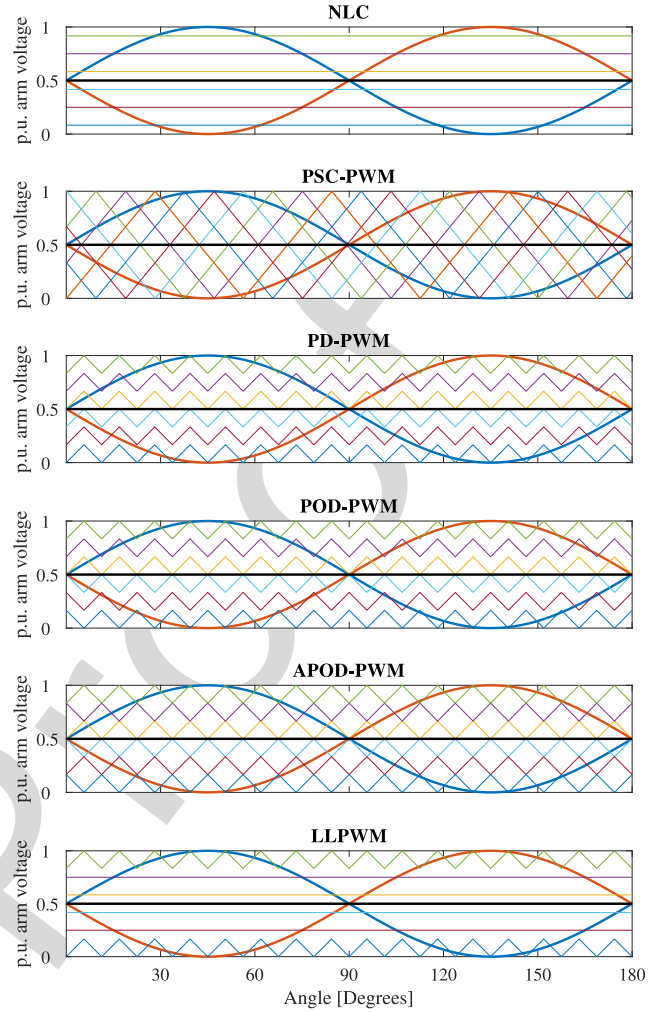 NLC
1
0.5
0
p.u. arm voltage
PSC-PWM
1
0.5
0
p.u. arm voltage
PD-PWM
1
0.5
0
p.u. arm voltage
POD-PWM
1
0.5
0
p.u. arm voltage
APOD-PWM
1
0.5
0
p.u. arm voltage
LLPWM
1
0.5
0
p.u. arm voltage
30 60 90 120 150 180
Angle [Degrees]
Proof